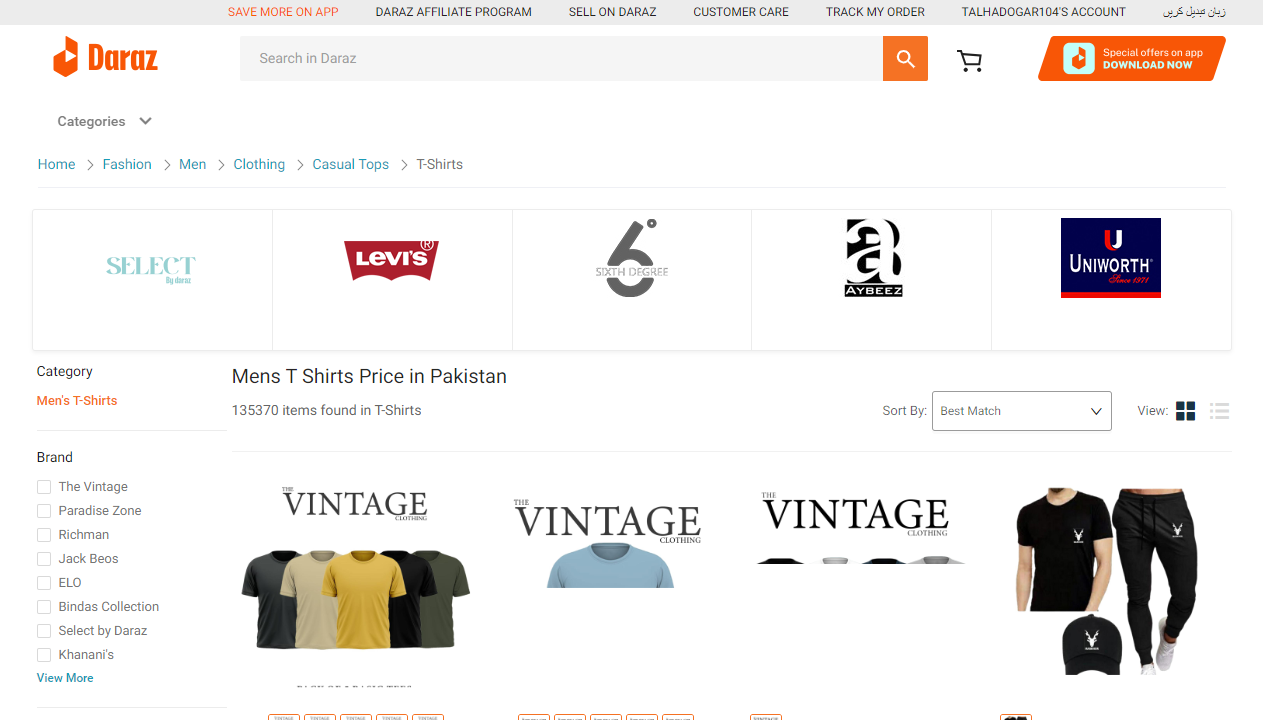 SAVE MORE ON APP DARAZ AFFILIATE PROGRAM SELL ON DARAZ CUSTOMER CARE TRACK MY ORDER TALHADOGAR104'S ACCOUNT زبان تبدیل کریں
Daraz
Search in Daraz
Special offers on app
DOWNLOAD NOW
Categories
Home Fashion Men Clothing Casual Tops T-Shirts
SELECT
By daraz
LEVI'S®
6°
SIXTH DEGREE
a
AYBEEZ
U
UNIWORTH
Since 1971
Category
Men's T-Shirts
Mens T Shirts Price in Pakistan
135370 items found in T-Shirts
Sort By: Best Match View:
Brand
The Vintage
Paradise Zone
Richman
Jack Beos
ELO
Bindas Collection
Select by Daraz
Khanani's
View More
THE
VINTAGE
CLOTHING
THE
VINTAGE
CLOTHING
THE
VINTAGE
CLOTHING